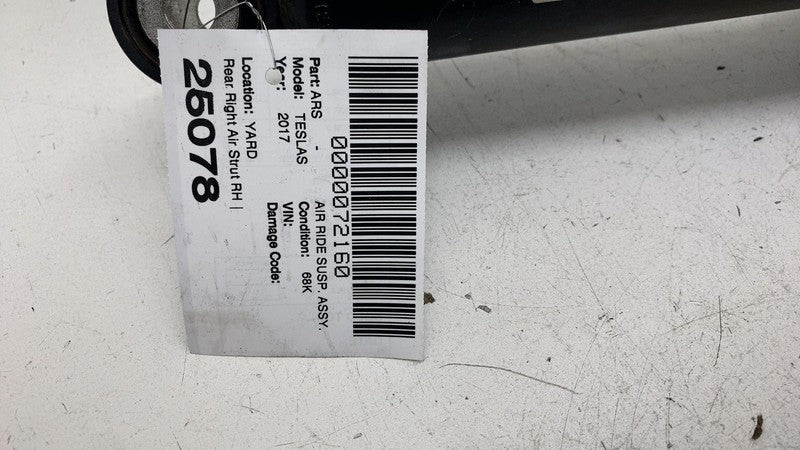 0000072160
Part: ARS - AIR RIDE SUSP. ASSY.
Model: TESLAS Condition: 68K
Year: 2017 VIN:
Damage Code:
Location: YARD
Rear Right Air Strut RH |
25078